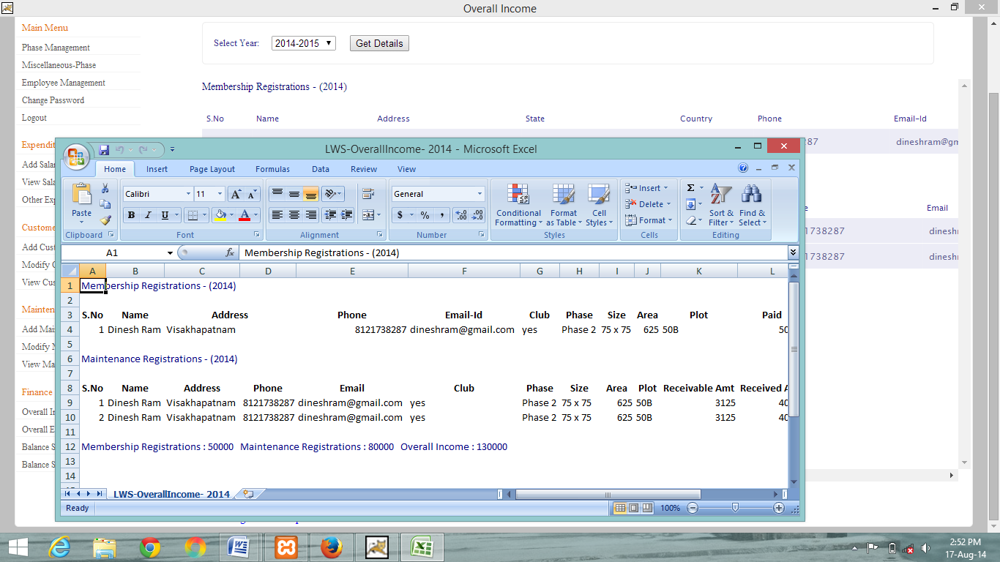 Overall Income
Main Menu
Phase Management
Miscellaneous-Phase
Employee Management
Change Password
Logout
Select Year: 2014-2015 Get Details
Membership Registrations - (2014)
S.No Name Address State Country Phone Email-Id
287 dineshram@gm
Email
1738287 dineshr
1738287 dineshr
Expendit
Add Salar
View Sala
Other Exp
Custome
Add Cust
Modify C
View Cus
Mainten
Add Mai
Modify M
View Ma
Finance
Overall In
Overall E
Balance S
Balance S
LWS-OverallIncome- 2014 - Microsoft Excel
Home Insert Page Layout Formulas Data Review View
Paste Calibri 11 General Conditional Formatting Format as Table Cell Styles Insert Delete Format Sort & Filter Find & Select
Clipboard Font Alignment Number Styles Cells Editing
A1 fx Membership Registrations - (2014)
A B C D E F G H I J K L
1 Membership Registrations - (2014)
2
3 S.No Name Address Phone Email-Id Club Phase Size Area Plot Paid
4 1 Dinesh Ram Visakhapatnam 8121738287 dineshram@gmail.com yes Phase 2 75 x 75 625 50B 50
5
6 Maintenance Registrations - (2014)
7
8 S.No Name Address Phone Email Club Phase Size Area Plot Receivable Amt Received A
9 1 Dinesh Ram Visakhapatnam 8121738287 dineshram@gmail.com yes Phase 2 75 x 75 625 50B 3125 40
10 2 Dinesh Ram Visakhapatnam 8121738287 dineshram@gmail.com yes Phase 2 75 x 75 625 50B 3125 40
11
12 Membership Registrations : 50000 Maintenance Registrations : 80000 Overall Income : 130000
13
14
LWS-OverallIncome- 2014
Ready 100%
2:52 PM
17-Aug-14